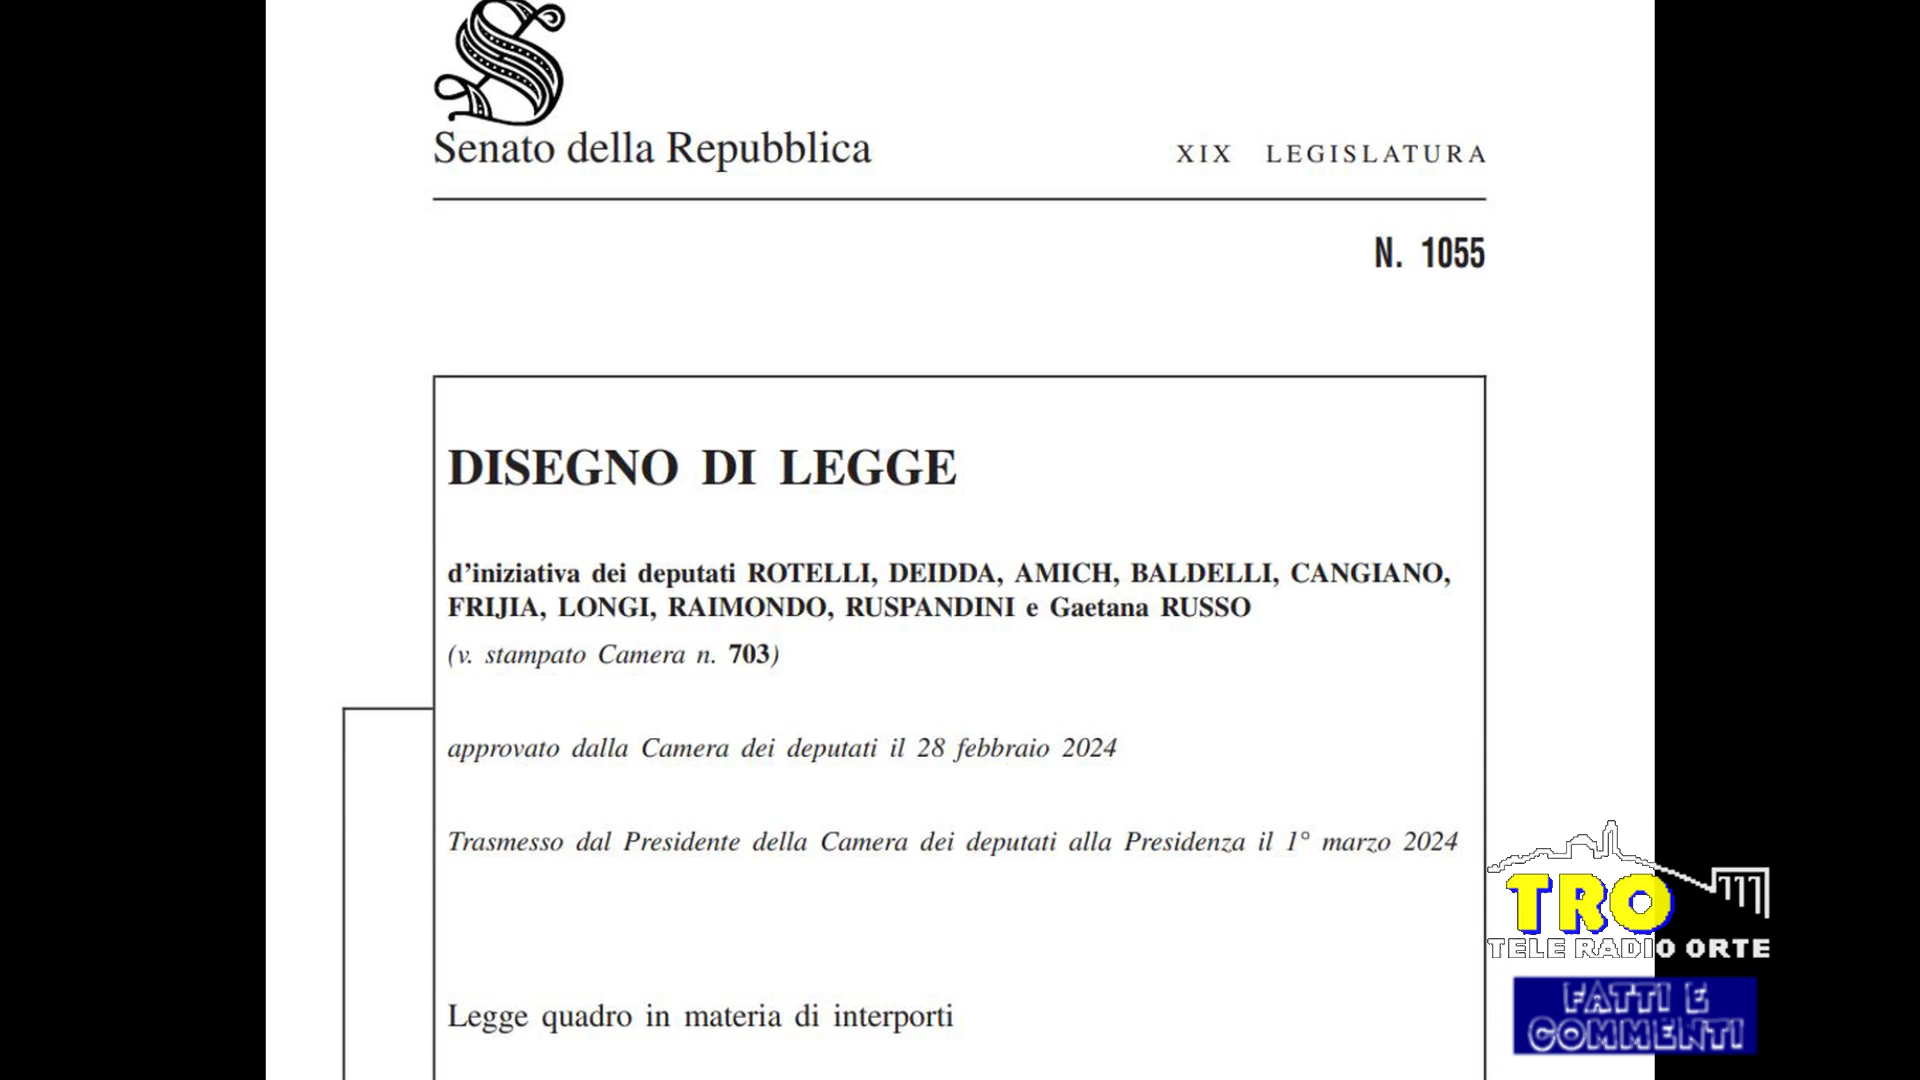 Senato della Repubblica
XIX LEGISLATURA
N. 1055
DISEGNO DI LEGGE
d’iniziativa dei deputati ROTELLI, DEIDDA, AMICH, BALDELLI, CANGIANO,
FRIJIA, LONGI, RAIMONDO, RUSPANDINI e Gaetana RUSSO
(v. stampato Camera n. 703)
approvato dalla Camera dei deputati il 28 febbraio 2024
Trasmesso dal Presidente della Camera dei deputati alla Presidenza il 1° marzo 2024
Legge quadro in materia di interporti
TRO
TELE RADIO ORTE
FATTI E
COMMENTI